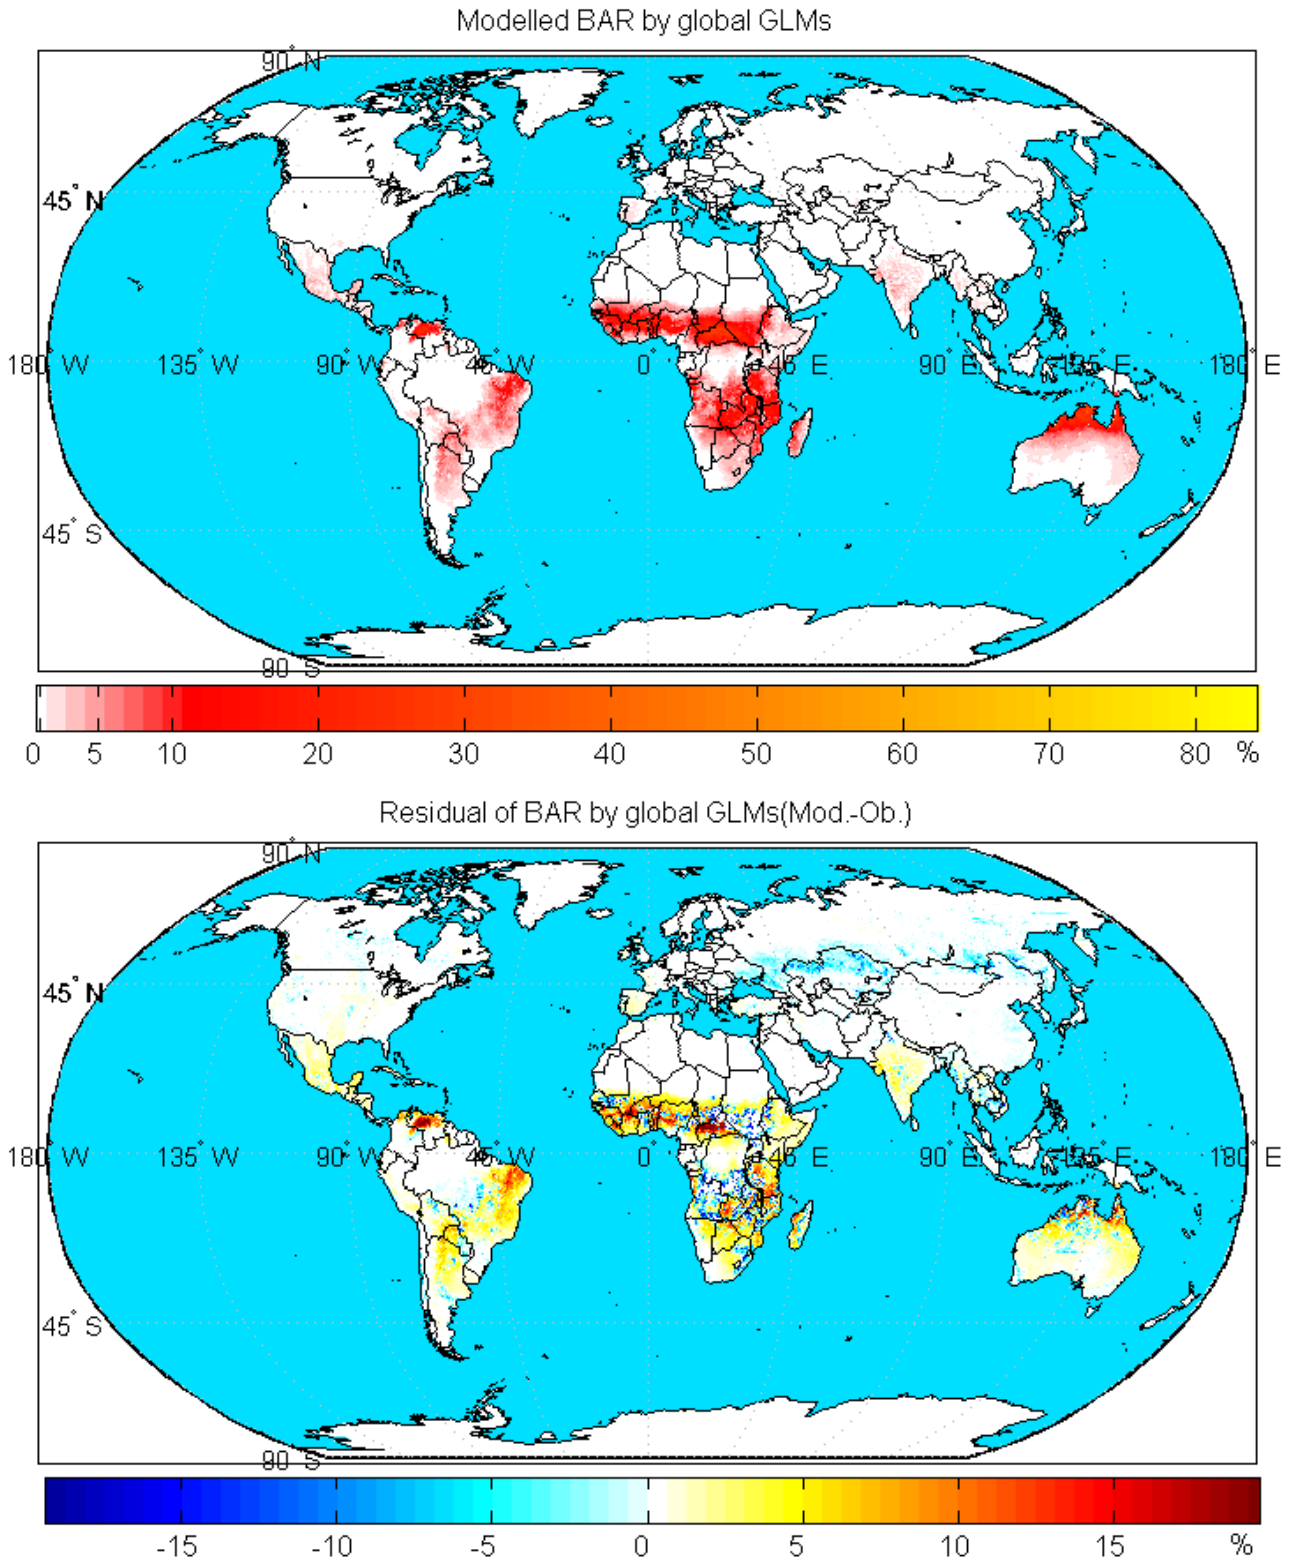 Modelled BAR by global GLMs
90° N
45° N
180° W 135° W 90° W 45° W 0° 45° E 90° E 135° E 180° E
45° S
90° S
0 5 10 20 30 40 50 60 70 80 %
Residual of BAR by global GLMs(Mod.-Ob.)
90° N
45° N
180° W 135° W 90° W 45° W 0° 45° E 90° E 135° E 180° E
45° S
90° S
-15 -10 -5 0 5 10 15 %